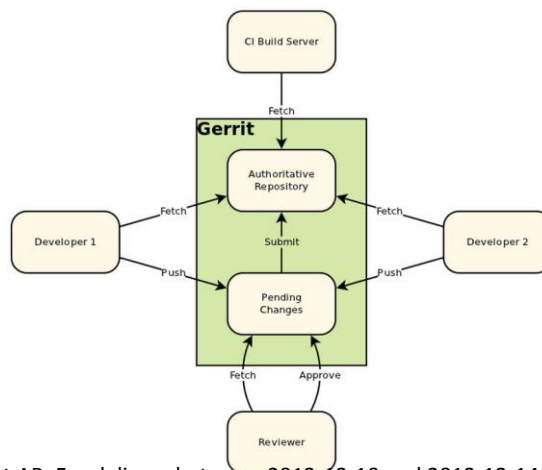 CI Build Server
Fetch
Gerrit
Authoritative
Repository
Fetch
Fetch
Developer 1
Submit
Developer 2
Push
Push
Pending
Changes
Fetch
Approve
Reviewer